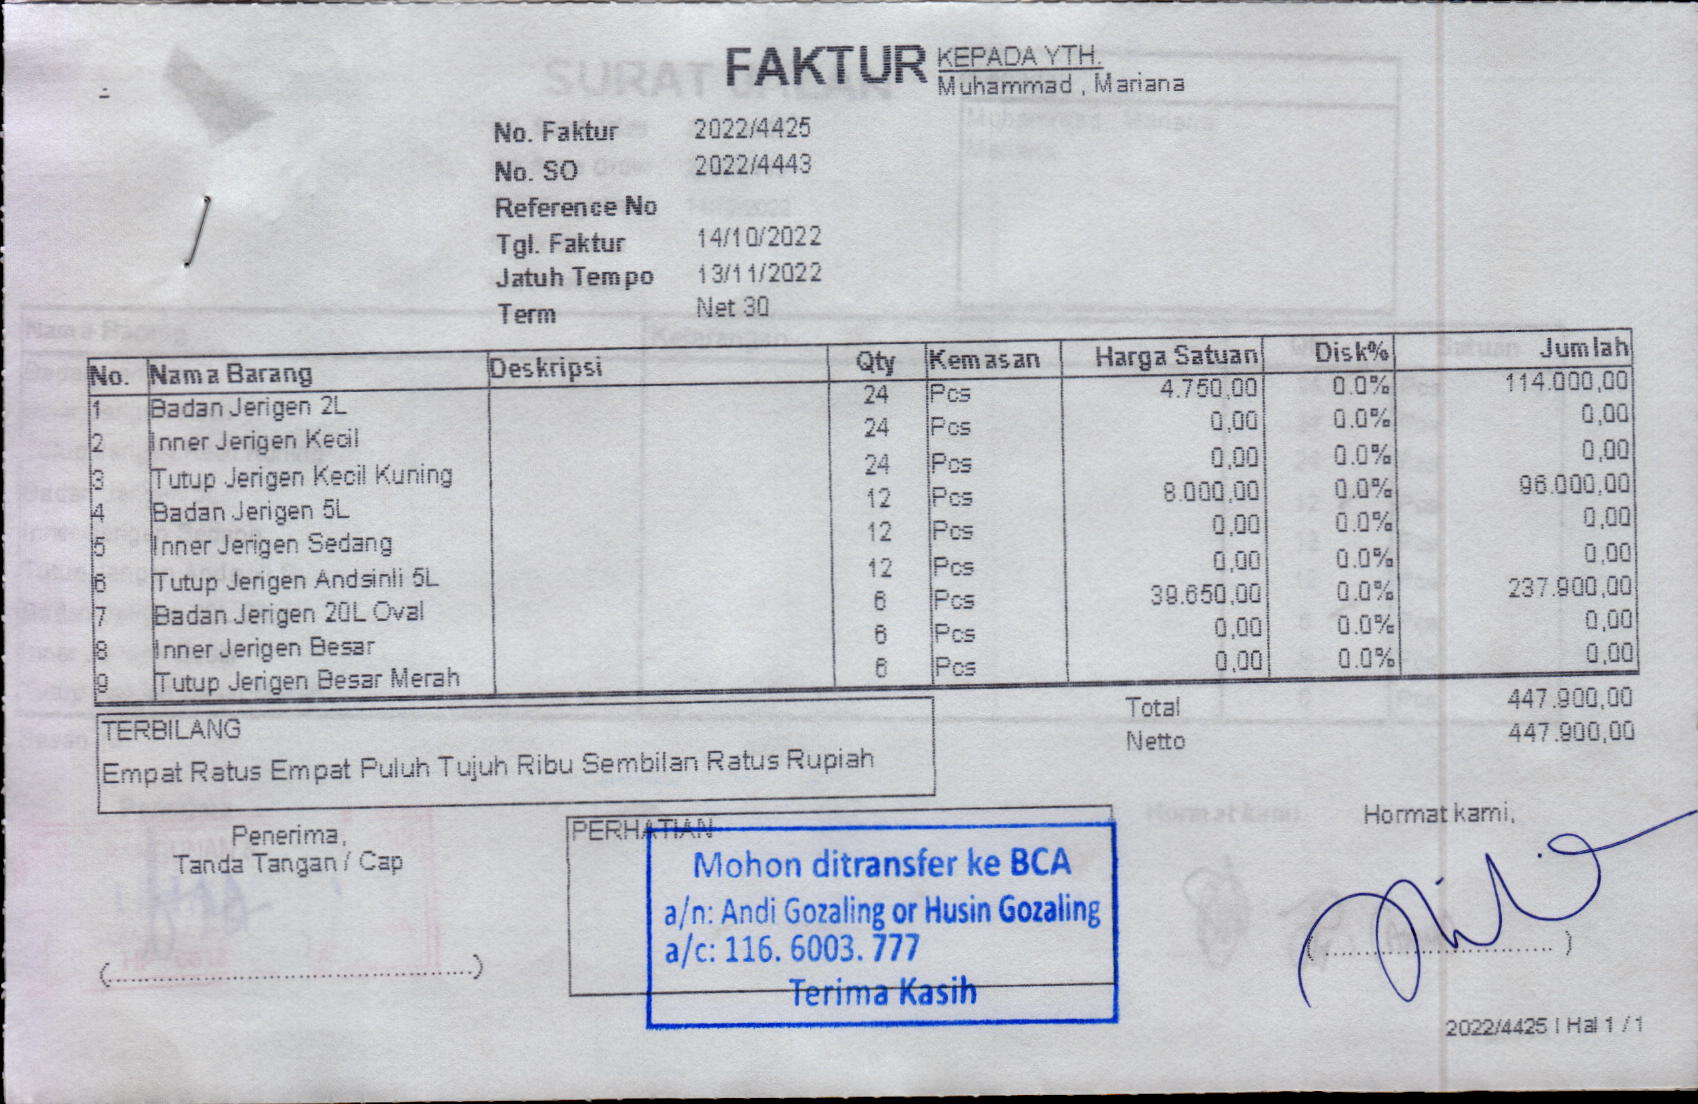 FAKTUR
KEPADA YTH.
Muhammad , Mariana
No. Faktur 2022/4425
No. SO 2022/4443
Reference No
Tgl. Faktur 14/10/2022
Jatuh Tempo 13/11/2022
Term Net 30
No. Nama Barang Deskripsi Qty Kemasan Harga Satuan Disk% Jumlah
1 Badan Jerigen 2L 24 Pcs 4.750,00 0.0% 114.000,00
2 Inner Jerigen Kecil 24 Pcs 0,00 0.0% 0,00
3 Tutup Jerigen Kecil Kuning 24 Pcs 0,00 0.0% 0,00
4 Badan Jerigen 5L 12 Pcs 8.000,00 0.0% 96.000,00
5 Inner Jerigen Sedang 12 Pcs 0,00 0.0% 0,00
6 Tutup Jerigen Andsinli 5L 12 Pcs 0,00 0.0% 0,00
7 Badan Jerigen 20L Oval 6 Pcs 39.650,00 0.0% 237.900,00
8 Inner Jerigen Besar 6 Pcs 0,00 0.0% 0,00
9 Tutup Jerigen Besar Merah 6 Pcs 0,00 0.0% 0,00
Total 447.900,00
Netto 447.900,00
TERBILANG
Empat Ratus Empat Puluh Tujuh Ribu Sembilan Ratus Rupiah
Penerima,
Tanda Tangan / Cap
(..............................................)
PERHATIAN
Mohon ditransfer ke BCA
a/n: Andi Gozaling or Husin Gozaling
a/c: 116. 6003. 777
Terima Kasih
Hormat kami,
( ............................. )
2022/4425 | Hal 1 / 1